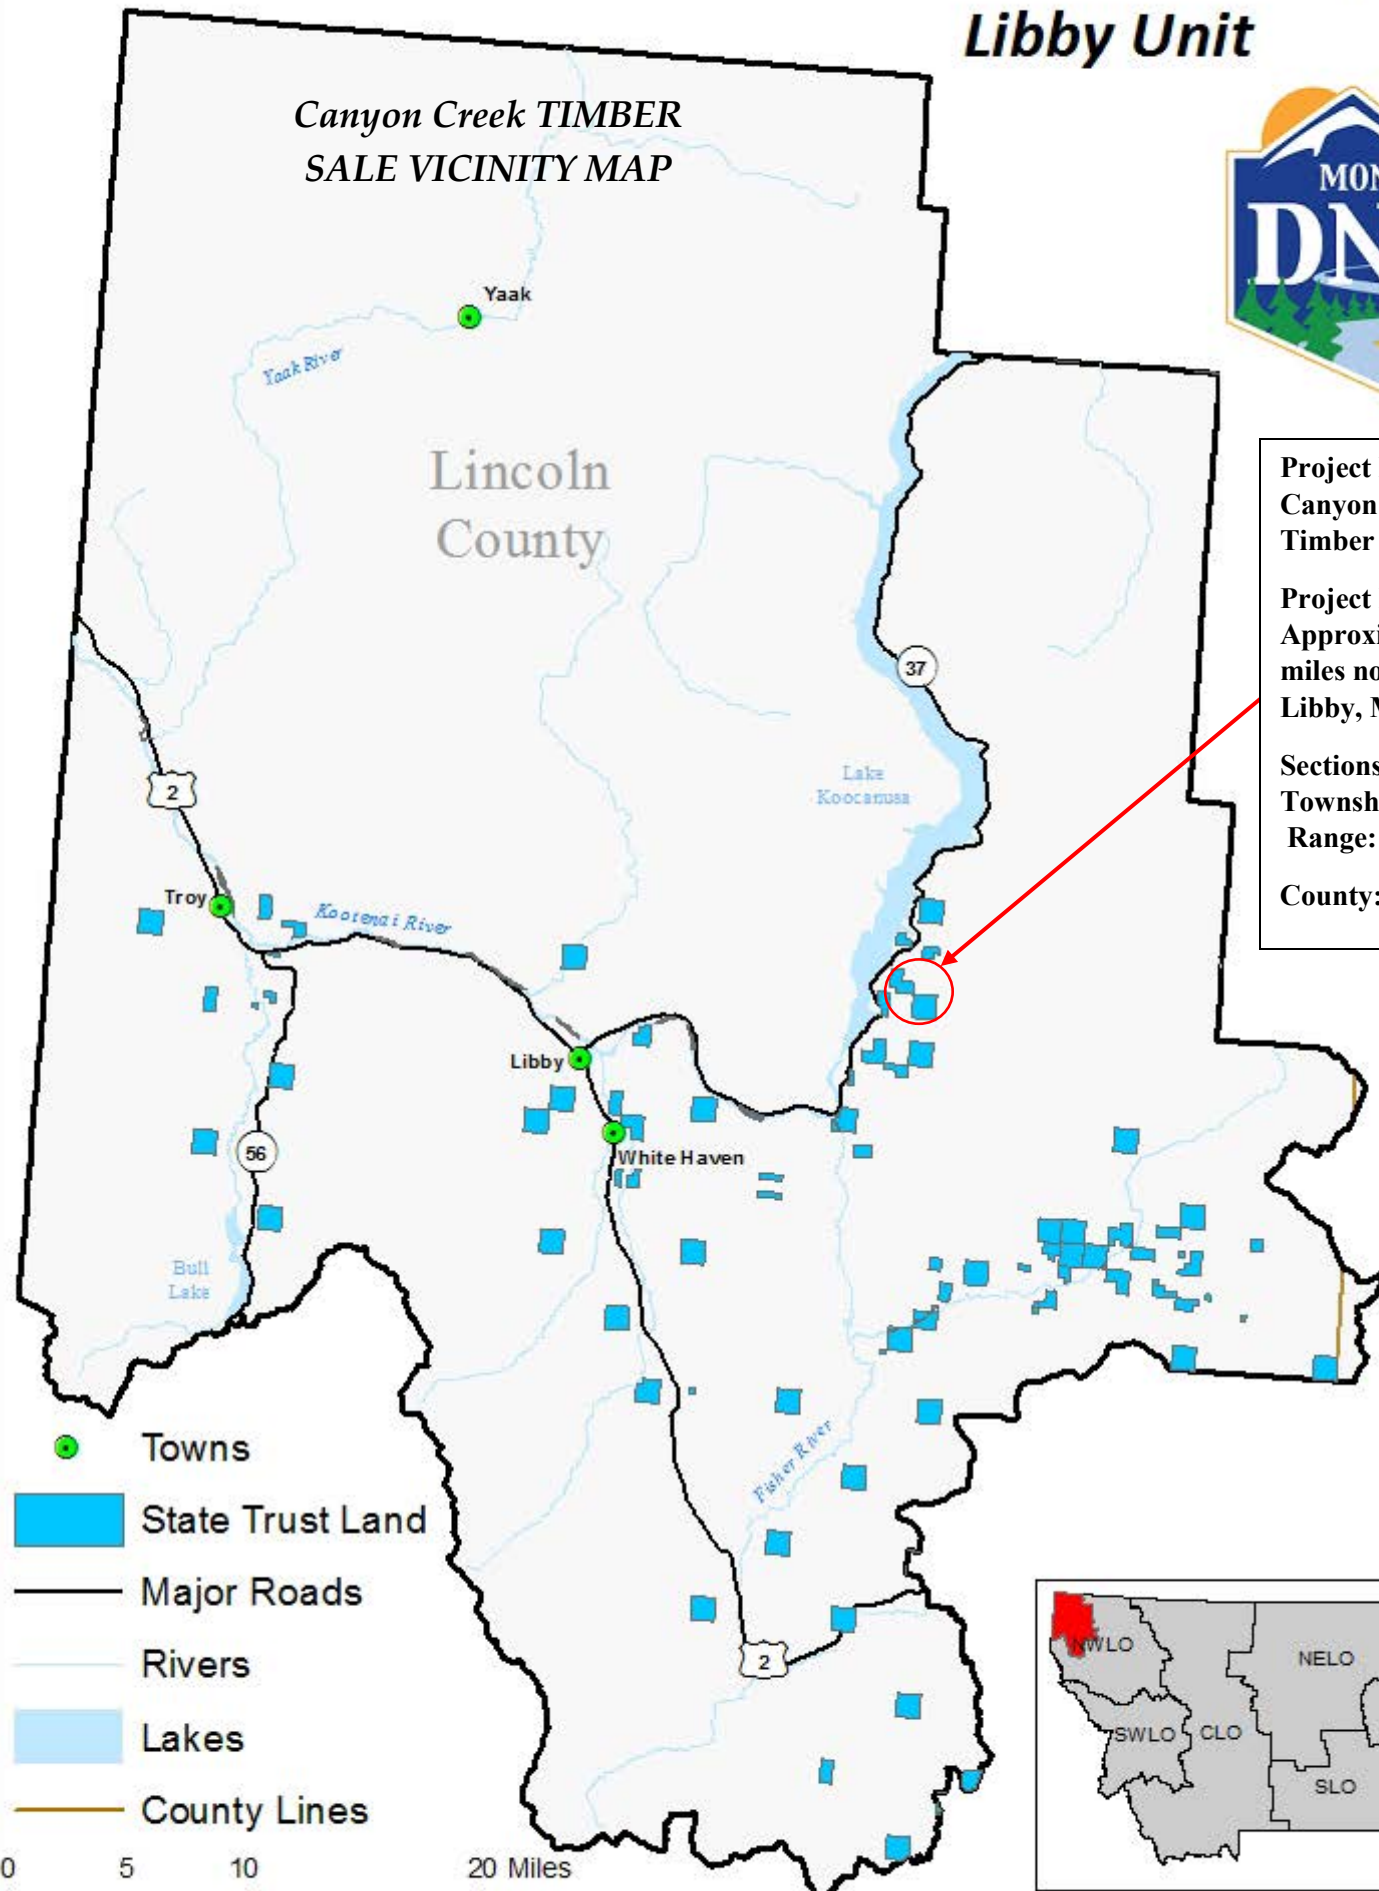 Libby Unit
Canyon Creek TIMBER
SALE VICINITY MAP
MON
DN
Yaak
Yaak River
Lincoln
County
Project
Canyon
Timber
Project
Approxi
miles no
Libby, M
Sections
Townsh
Range:
County:
37
Lake
Koocanusa
2
Troy
Kootenai River
Libby
White Haven
56
Bull
Lake
Fisher River
2
Towns
State Trust Land
Major Roads
Rivers
Lakes
County Lines
0 5 10 20 Miles
NWLO
NELO
SWLO
CLO
SLO